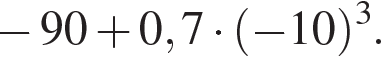 − 90 + 0,7 · (−10)³.